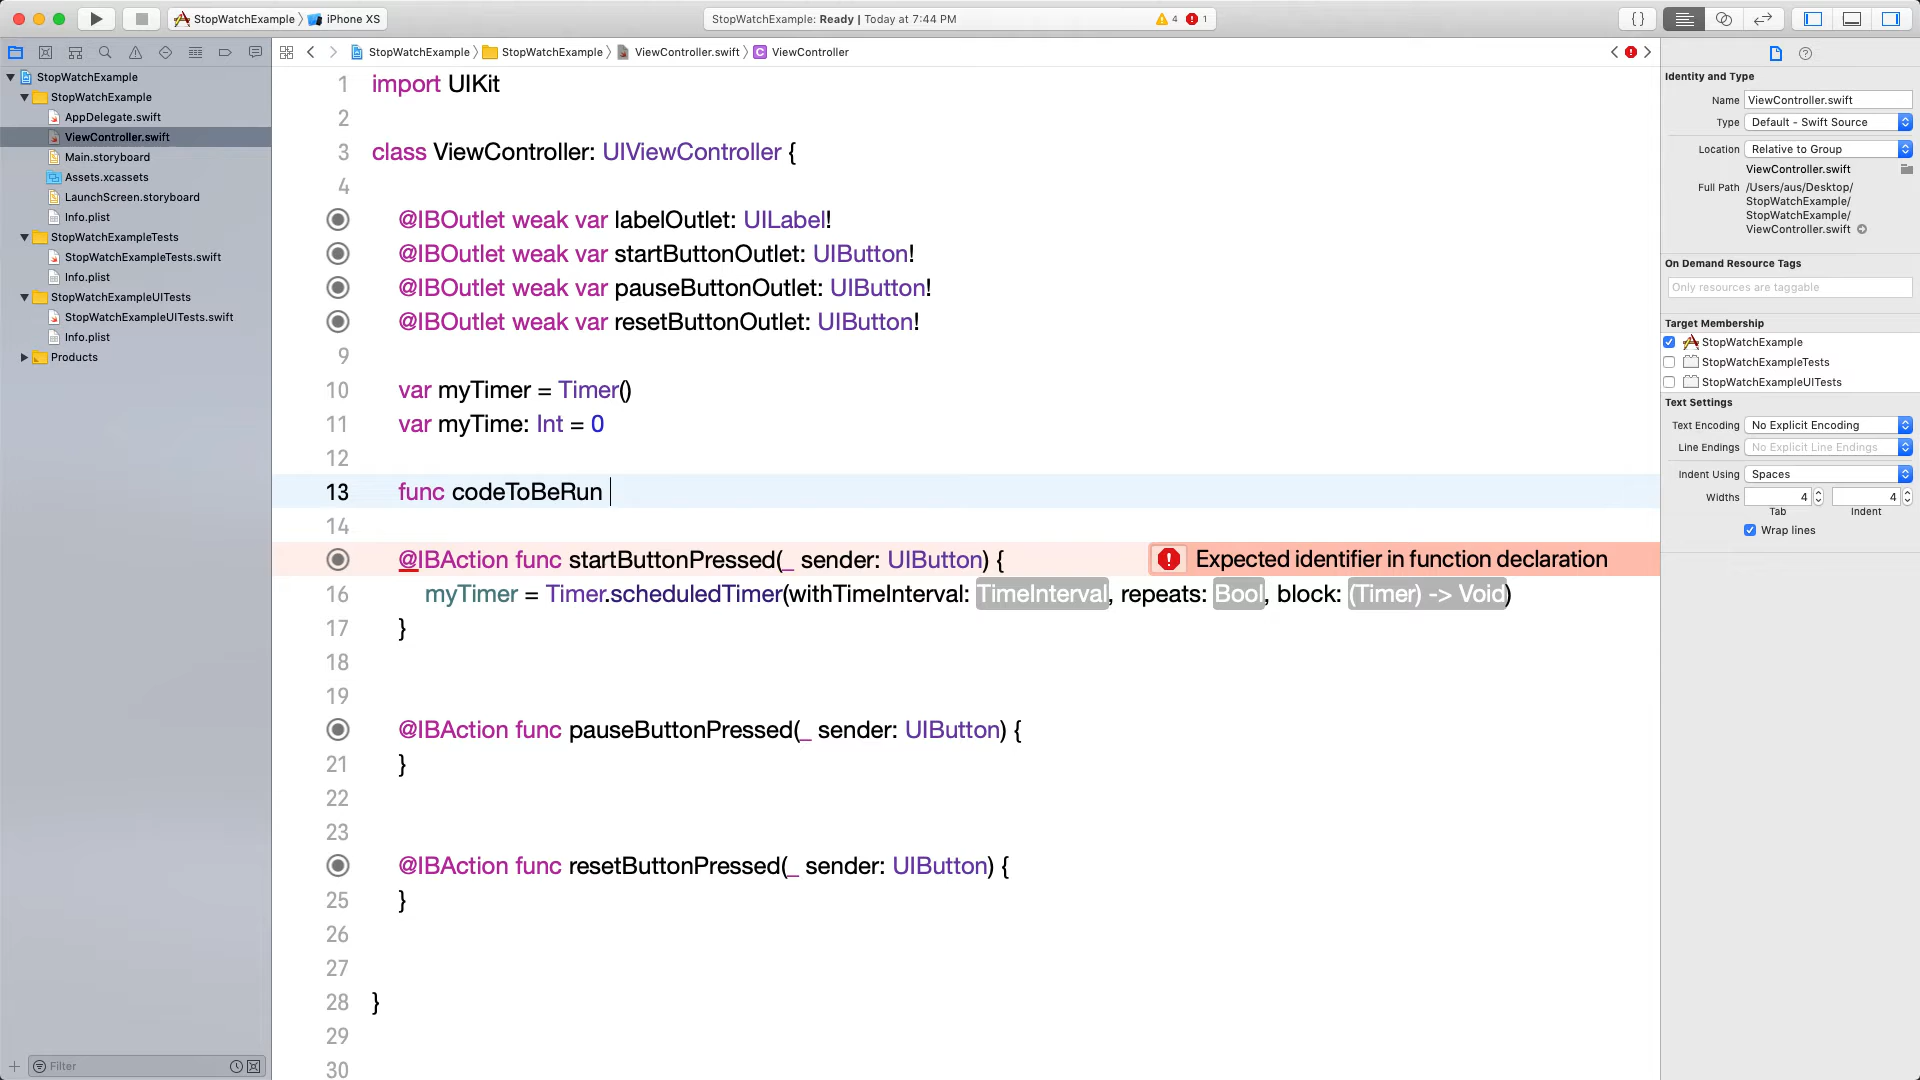 StopWatchExample 〉 iPhone XS
StopWatchExample: Ready | Today at 7:44 PM
4
1
{ }
StopWatchExample
StopWatchExample
AppDelegate.swift
ViewController.swift
Main.storyboard
Assets.xcassets
LaunchScreen.storyboard
Info.plist
StopWatchExampleTests
StopWatchExampleTests.swift
Info.plist
StopWatchExampleUITests
StopWatchExampleUITests.swift
Info.plist
Products
Filter
StopWatchExample 〉 StopWatchExample 〉 ViewController.swift 〉 C ViewController
1 import UIKit
2
3 class ViewController: UIViewController {
4
@IBOutlet weak var labelOutlet: UILabel!
@IBOutlet weak var startButtonOutlet: UIButton!
@IBOutlet weak var pauseButtonOutlet: UIButton!
@IBOutlet weak var resetButtonOutlet: UIButton!
9
10 var myTimer = Timer()
11 var myTime: Int = 0
12
13 func codeToBeRun
14
@IBAction func startButtonPressed(_ sender: UIButton) { Expected identifier in function declaration
16 myTimer = Timer.scheduledTimer(withTimeInterval: TimeInterval, repeats: Bool, block: (Timer) -> Void)
17 }
18
19
@IBAction func pauseButtonPressed(_ sender: UIButton) {
21 }
22
23
@IBAction func resetButtonPressed(_ sender: UIButton) {
25 }
26
27
28 }
29
30
Identity and Type
Name ViewController.swift
Type Default - Swift Source
Location Relative to Group
ViewController.swift
Full Path /Users/aus/Desktop/
StopWatchExample/
StopWatchExample/
ViewController.swift
On Demand Resource Tags
Only resources are taggable
Target Membership
StopWatchExample
StopWatchExampleTests
StopWatchExampleUITests
Text Settings
Text Encoding No Explicit Encoding
Line Endings No Explicit Line Endings
Indent Using Spaces
Widths 4 4
Tab Indent
Wrap lines